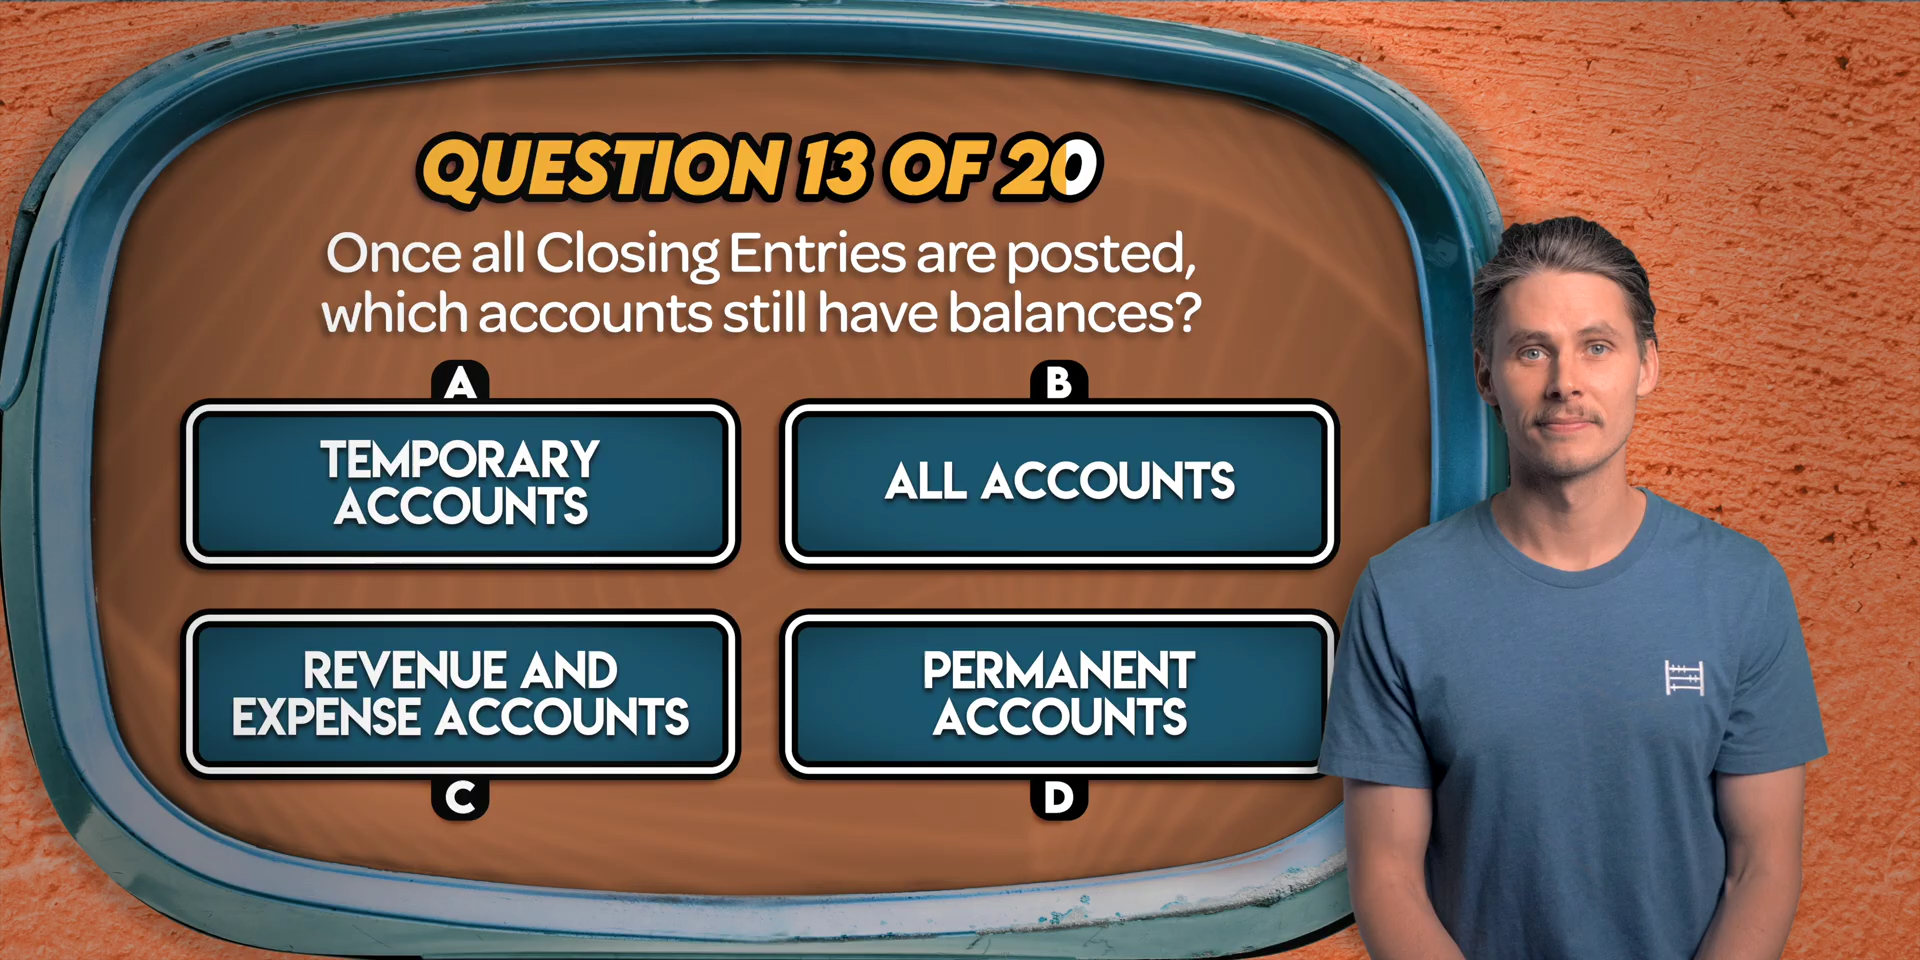 QUESTION 13 OF 20
Once all Closing Entries are posted,
which accounts still have balances?
A
TEMPORARY
ACCOUNTS
B
ALL ACCOUNTS
REVENUE AND
EXPENSE ACCOUNTS
C
PERMANENT
ACCOUNTS
D